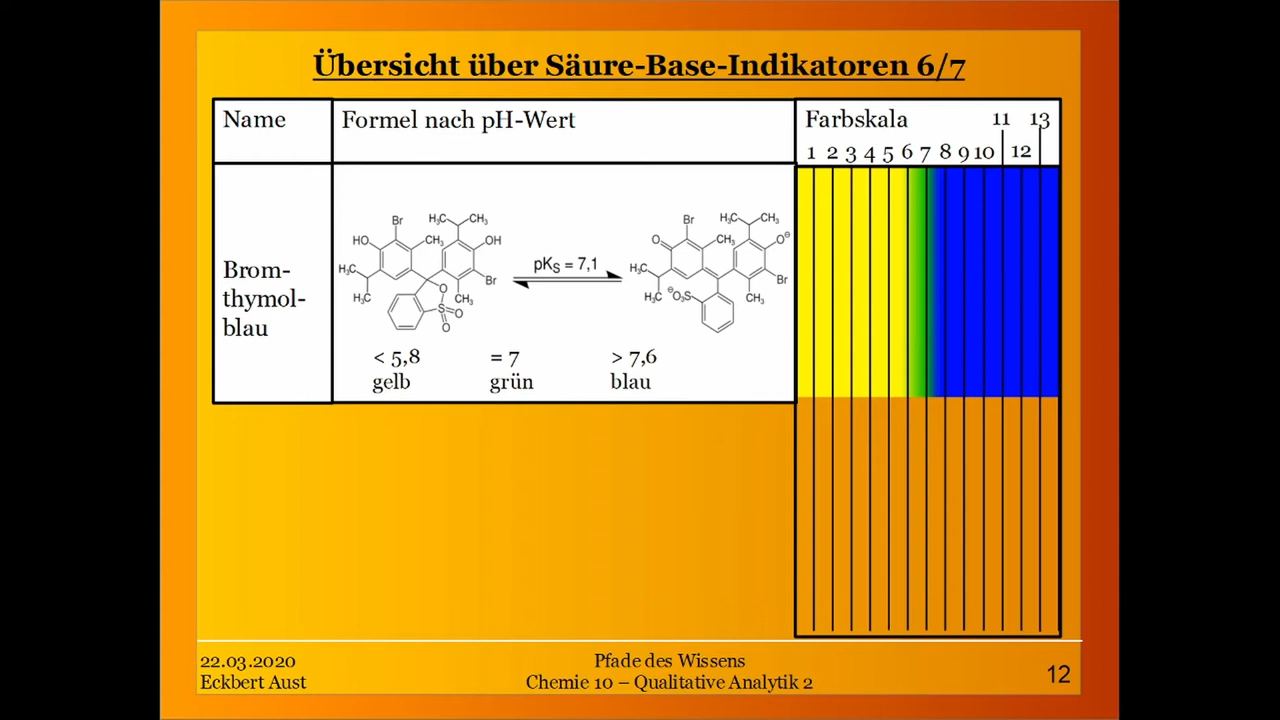 Übersicht über Säure-Base-Indikatoren 6/7
Name
Formel nach pH-Wert
Farbskala
11 13
1 2 3 4 5 6 7 8 9 10 12
Brom-
thymol-
blau
Br
H₃C CH₃
HO
CH₃
OH
H₃C
CH₃
O
CH₃
Br
S
O
O
pKS = 7,1
Br
H₃C CH₃
O
CH₃
O⊖
H₃C
H₃C
⊖O₃S
CH₃
Br
< 5,8 = 7 > 7,6
gelb grün blau
22.03.2020
Eckbert Aust
Pfade des Wissens
Chemie 10 – Qualitative Analytik 2
12